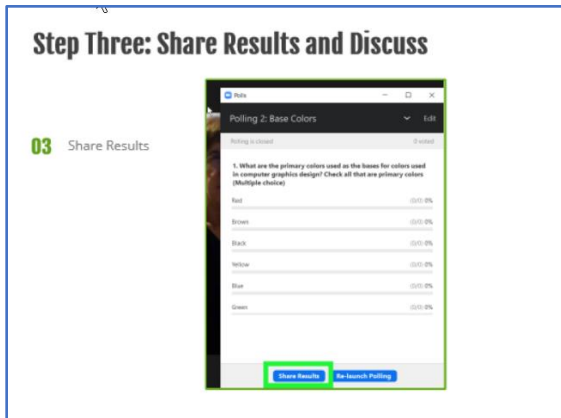 Step Three: Share Results and Discuss
03 Share Results
Polls
Polling 2: Base Colors Edit
Polling is closed 0 voted
1. What are the primary colors used as the bases for colors used
in computer graphics design? Check all that are primary colors
(Multiple choice)
Red (0/0) 0%
Brown (0/0) 0%
Black (0/0) 0%
Yellow (0/0) 0%
Blue (0/0) 0%
Green (0/0) 0%
Share Results Re-launch Polling